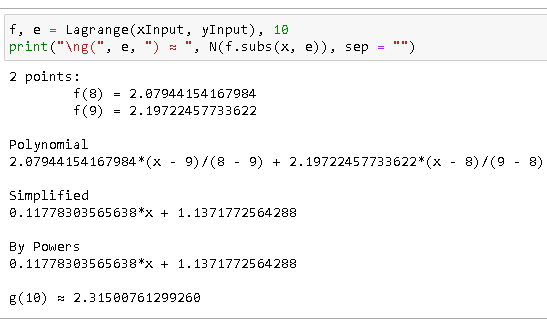 f, e = Lagrange(xInput, yInput), 10
print("\ng(", e, ") ≈ ", N(f.subs(x, e)), sep = "")
2 points:
f(8) = 2.07944154167984
f(9) = 2.19722457733622
Polynomial
2.07944154167984*(x - 9)/(8 - 9) + 2.19722457733622*(x - 8)/(9 - 8)
Simplified
0.11778303565638*x + 1.1371772564288
By Powers
0.11778303565638*x + 1.1371772564288
g(10) ≈ 2.31500761299260